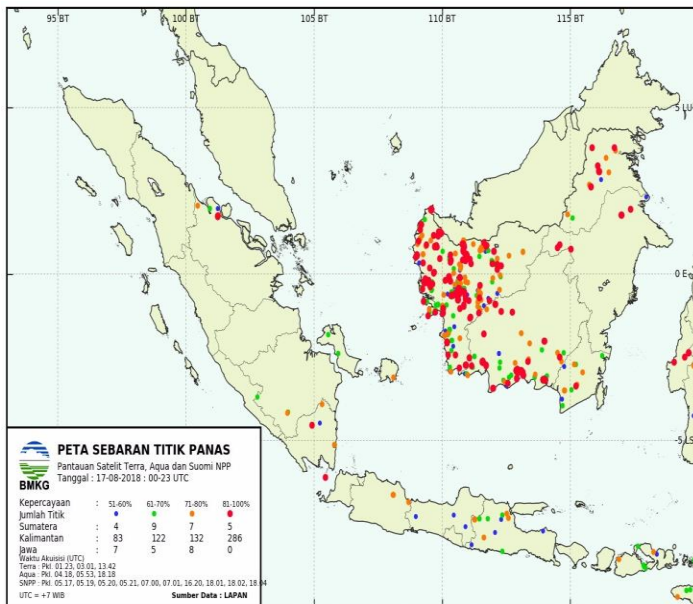 95 BT 100 BT 105 BT 110 BT 115 BT
5 LU
0 E
5 LS
BMKG
PETA SEBARAN TITIK PANAS
Pantauan Satelit Terra, Aqua dan Suomi NPP
Tanggal : 17-08-2018 : 00-23 UTC
Kepercayaan : 51-60% 61-70% 71-80% 81-100%
Jumlah Titik
Sumatera : 4 9 7 5
Kalimantan : 83 122 132 286
Jawa : 7 5 8 0
Waktu Akuisisi (UTC)
Terra : Pkl. 01.23, 03.01, 13.42
Aqua : Pkl. 04.18, 05.53, 18.18
SNPP : Pkl. 05.17, 05.19, 05.20, 05.21, 07.00, 07.01, 16.20, 18.01, 18.02, 18.04
UTC = +7 WIB Sumber Data : LAPAN